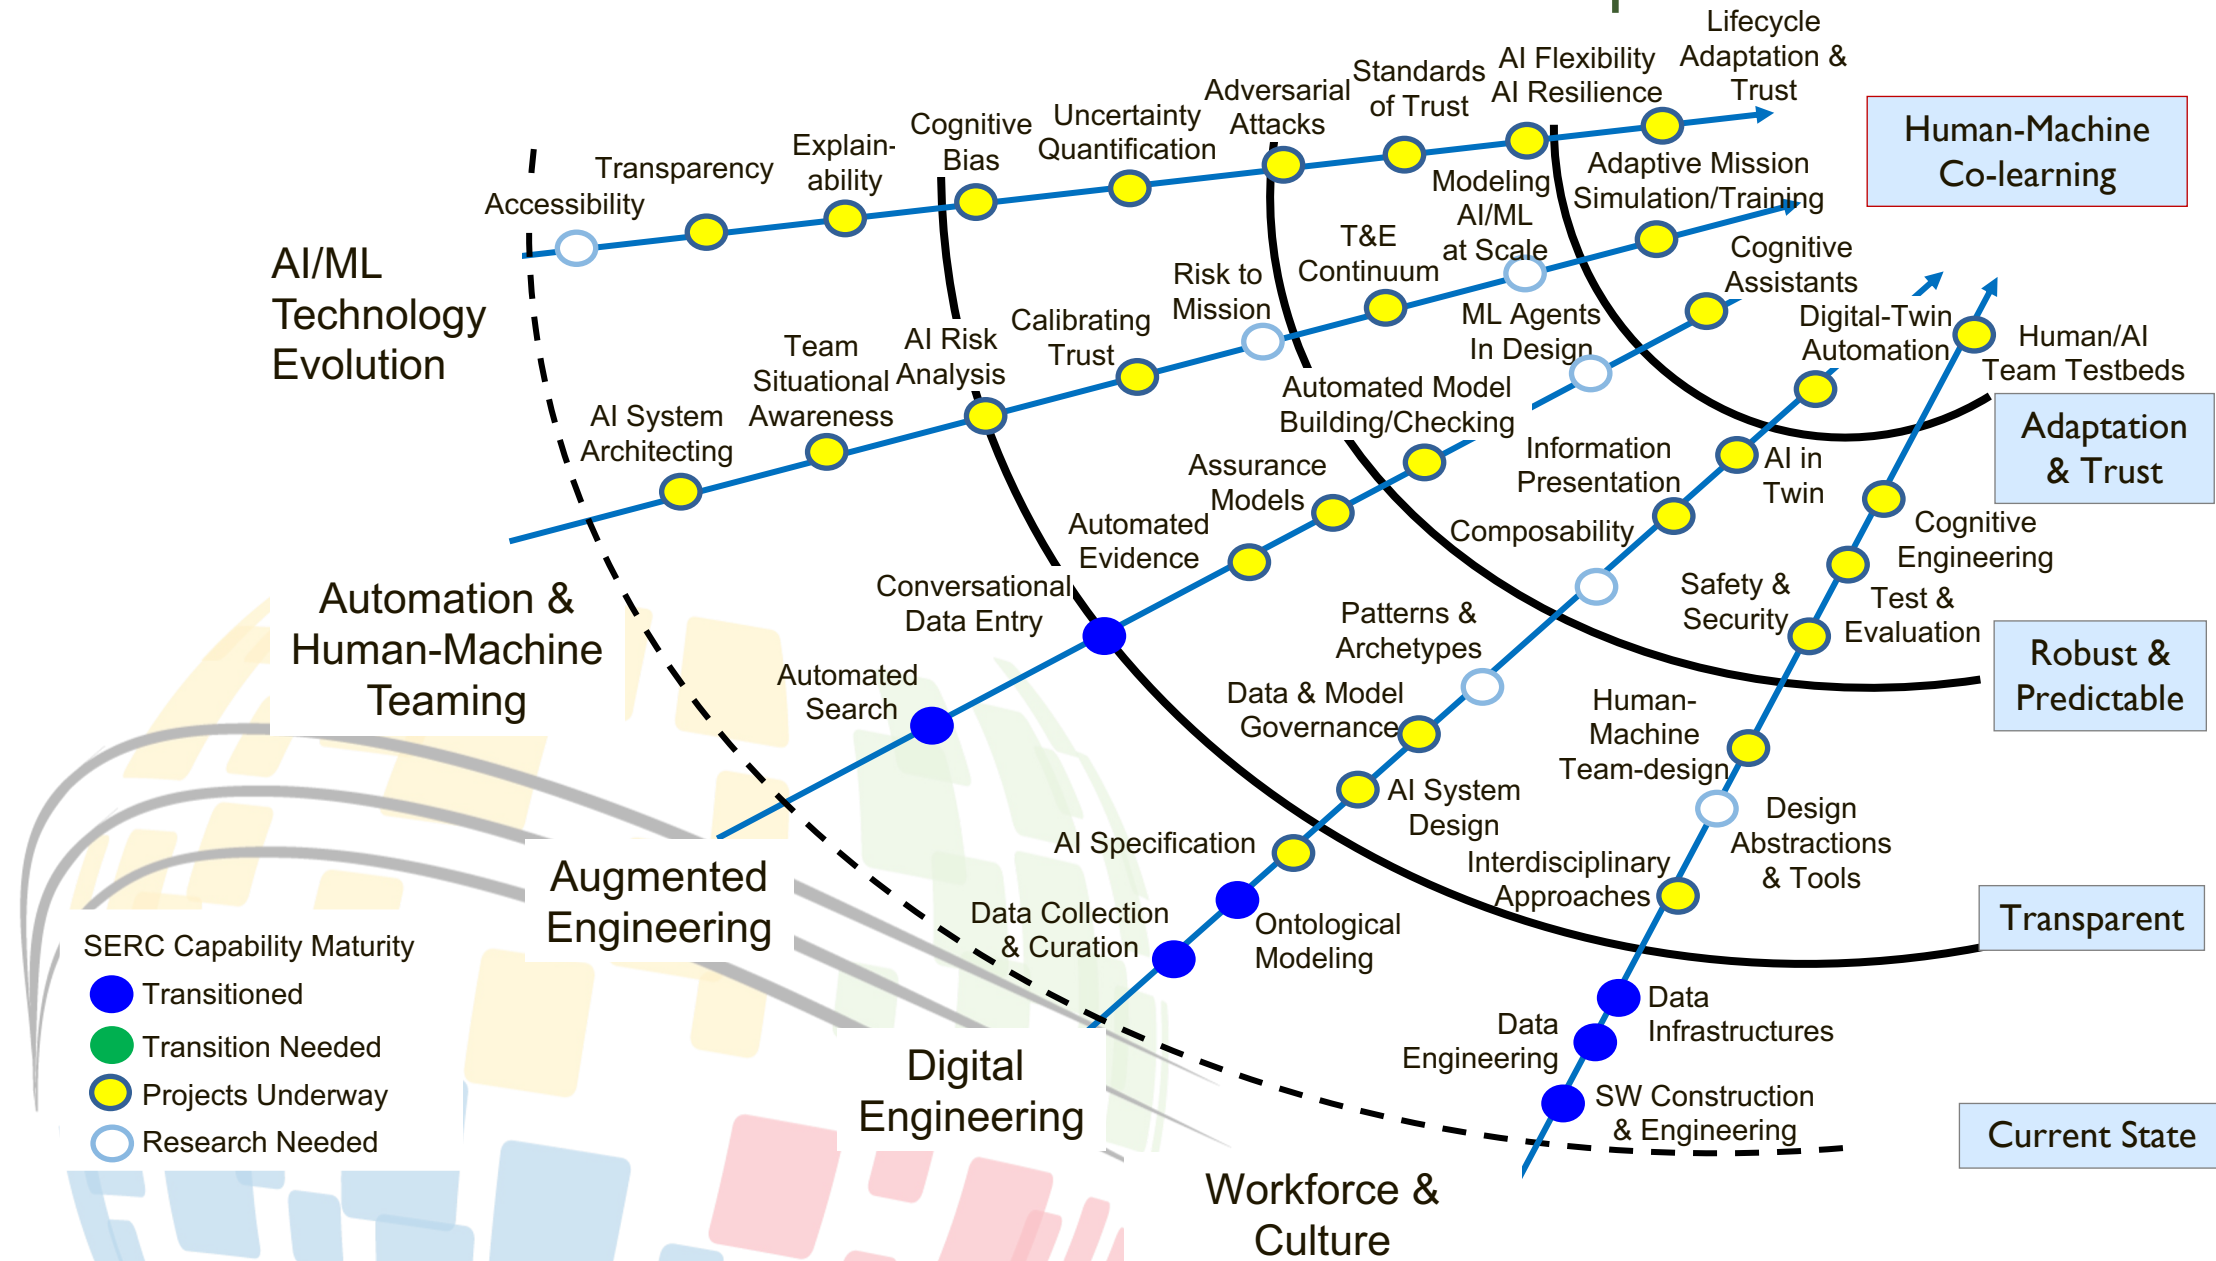 Lifecycle
Adaptation &
Trust
AI Flexibility
AI Resilience
Standards
of Trust
Adversarial
Attacks
Uncertainty
Quantification
Cognitive
Bias
Explain-
ability
Transparency
Accessibility
AI/ML
Technology
Evolution
Human-Machine
Co-learning
Adaptive Mission
Simulation/Training
Modeling
AI/ML
at Scale
T&E
Continuum
Risk to
Mission
Calibrating
Trust
AI Risk
Analysis
Team
Situational
Awareness
AI System
Architecting
Automation &
Human-Machine
Teaming
Cognitive
Assistants
ML Agents
In Design
Automated Model
Building/Checking
Assurance
Models
Automated
Evidence
Conversational
Data Entry
Automated
Search
Augmented
Engineering
Digital-Twin
Automation
AI in
Twin
Information
Presentation
Composability
Patterns &
Archetypes
Data & Model
Governance
AI System
Design
AI Specification
Ontological
Modeling
Data Collection
& Curation
Digital
Engineering
Human/AI
Team Testbeds
Adaptation
& Trust
Cognitive
Engineering
Test &
Evaluation
Safety &
Security
Robust &
Predictable
Human-
Machine
Team-design
Design
Abstractions
& Tools
Interdisciplinary
Approaches
Transparent
Data
Infrastructures
Data
Engineering
SW Construction
& Engineering
Current State
Workforce &
Culture
SERC Capability Maturity
Transitioned
Transition Needed
Projects Underway
Research Needed